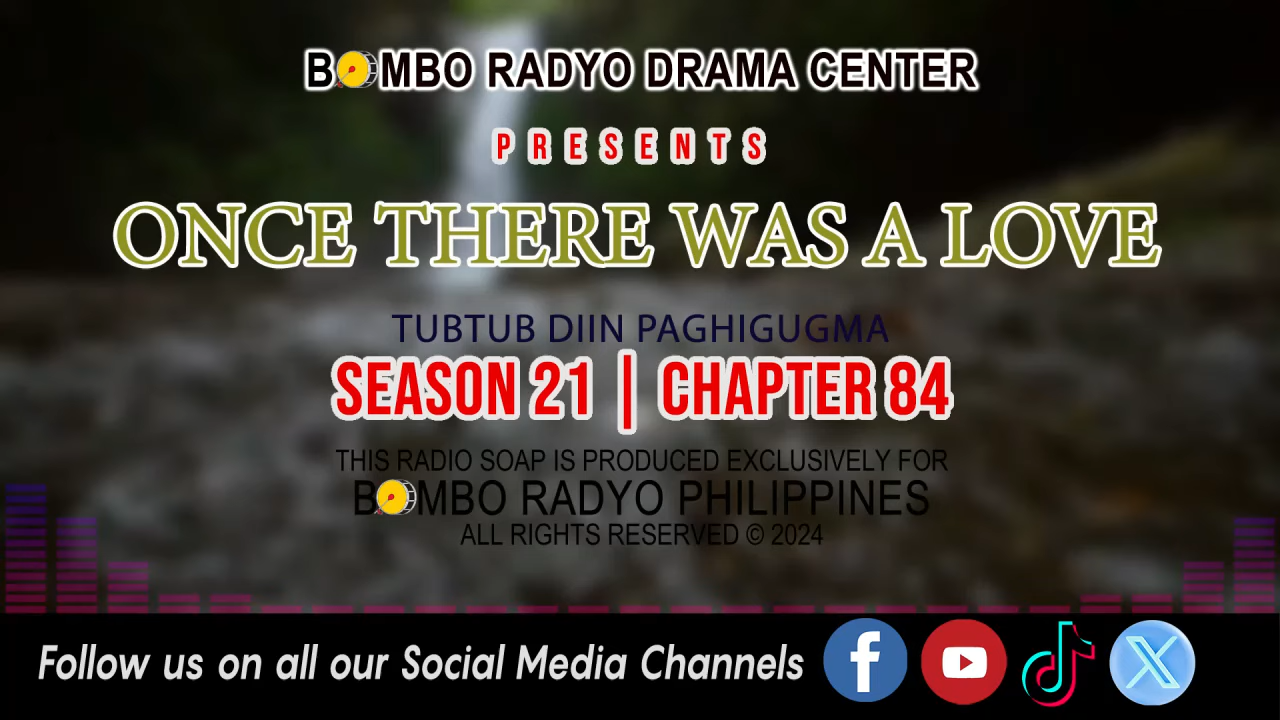 BOMBO RADYO DRAMA CENTER
PRESENTS
ONCE THERE WAS A LOVE
TUBTUB DIIN PAGHIGUGMA
SEASON 21 | CHAPTER 84
THIS RADIO SOAP IS PRODUCED EXCLUSIVELY FOR
BOMBO RADYO PHILIPPINES
ALL RIGHTS RESERVED © 2024
Follow us on all our Social Media Channels